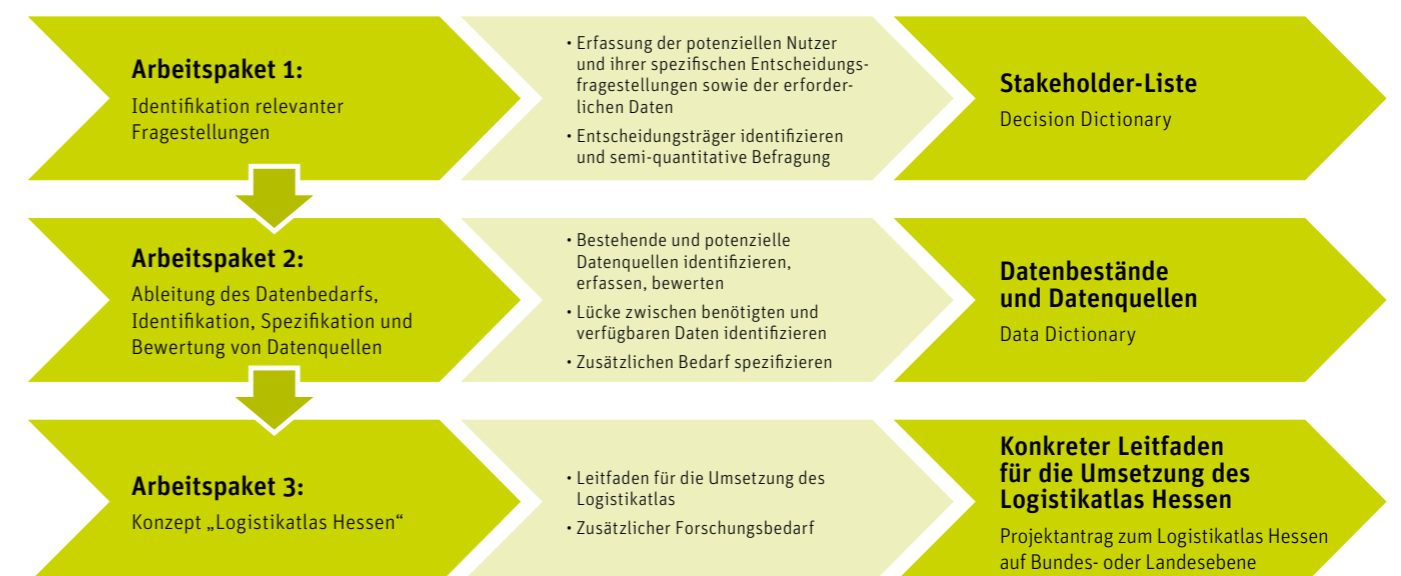 Arbeitspaket 1:
Identifikation relevanter
Fragestellungen
• Erfassung der potenziellen Nutzer
und ihrer spezifischen Entscheidungs-
fragestellungen sowie der erforder-
lichen Daten
• Entscheidungsträger identifizieren
und semi-quantitative Befragung
Stakeholder-Liste
Decision Dictionary
Arbeitspaket 2:
Ableitung des Datenbedarfs,
Identifikation, Spezifikation und
Bewertung von Datenquellen
• Bestehende und potenzielle
Datenquellen identifizieren,
erfassen, bewerten
• Lücke zwischen benötigten und
verfügbaren Daten identifizieren
• Zusätzlichen Bedarf spezifizieren
Datenbestände
und Datenquellen
Data Dictionary
Arbeitspaket 3:
Konzept „Logistikatlas Hessen“
• Leitfaden für die Umsetzung des
Logistikatlas
• Zusätzlicher Forschungsbedarf
Konkreter Leitfaden
für die Umsetzung des
Logistikatlas Hessen
Projektantrag zum Logistikatlas Hessen
auf Bundes- oder Landesebene